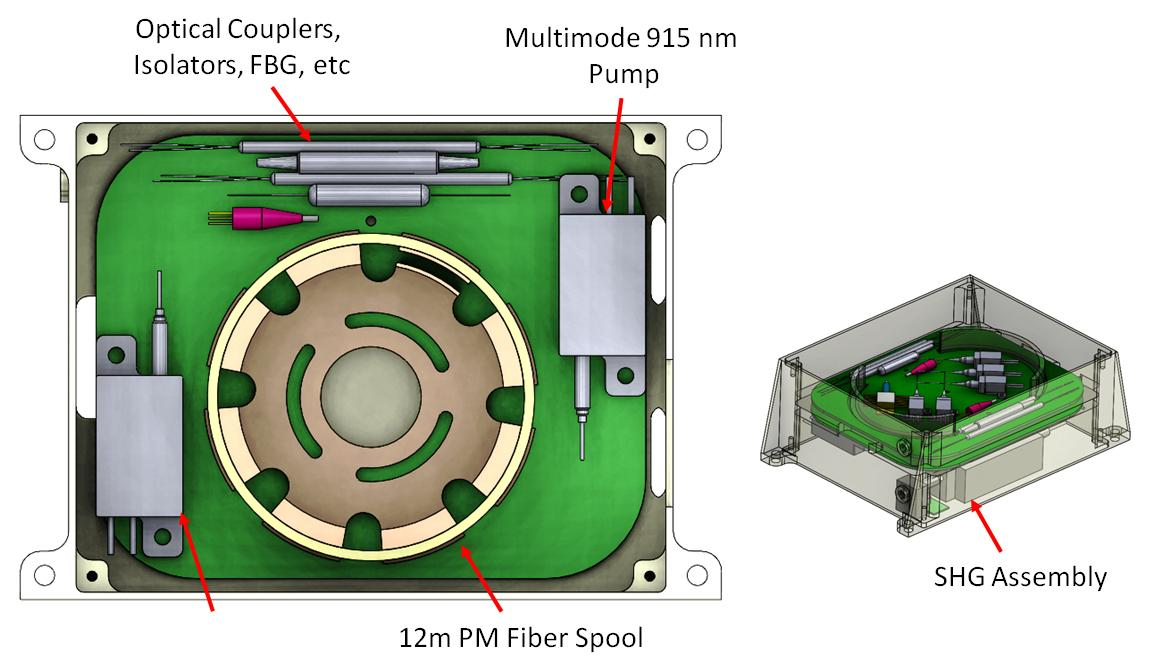 Optical Couplers,
Isolators, FBG, etc
Multimode 915 nm
Pump
SHG Assembly
12m PM Fiber Spool